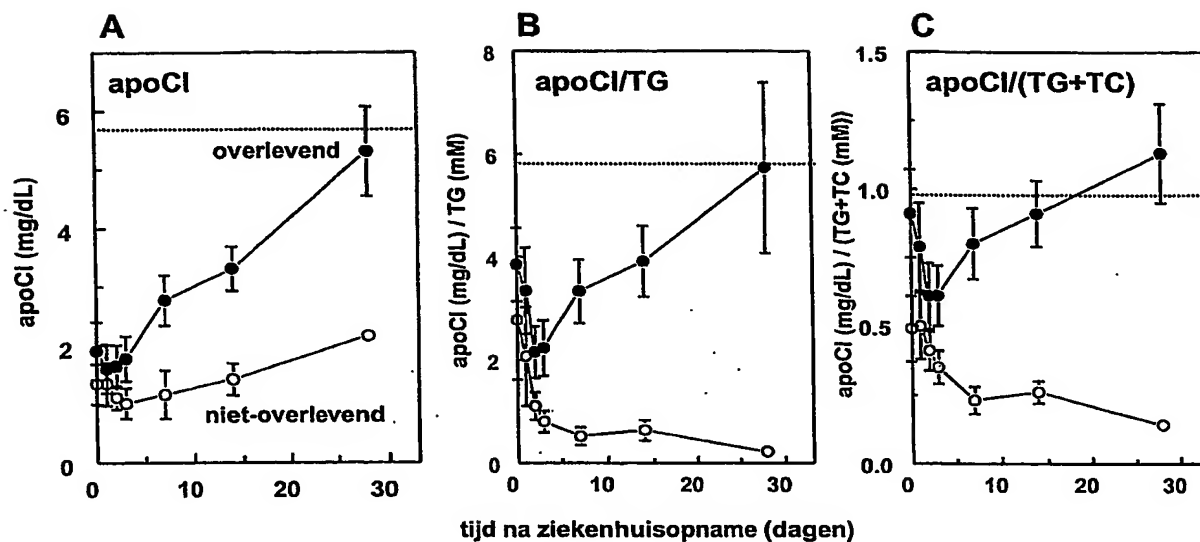 A
apoCI
apoCI (mg/dL)
6
4
2
0
overlevend
niet-overlevend
0 10 20 30
B
apoCI/TG
apoCI (mg/dL) / TG (mM)
8
6
4
2
0
0 10 20 30
C
apoCI/(TG+TC)
apoCI (mg/dL) / (TG+TC (mM))
1.5
1.0
0.5
0.0
0 10 20 30
tijd na ziekenhuisopname (dagen)